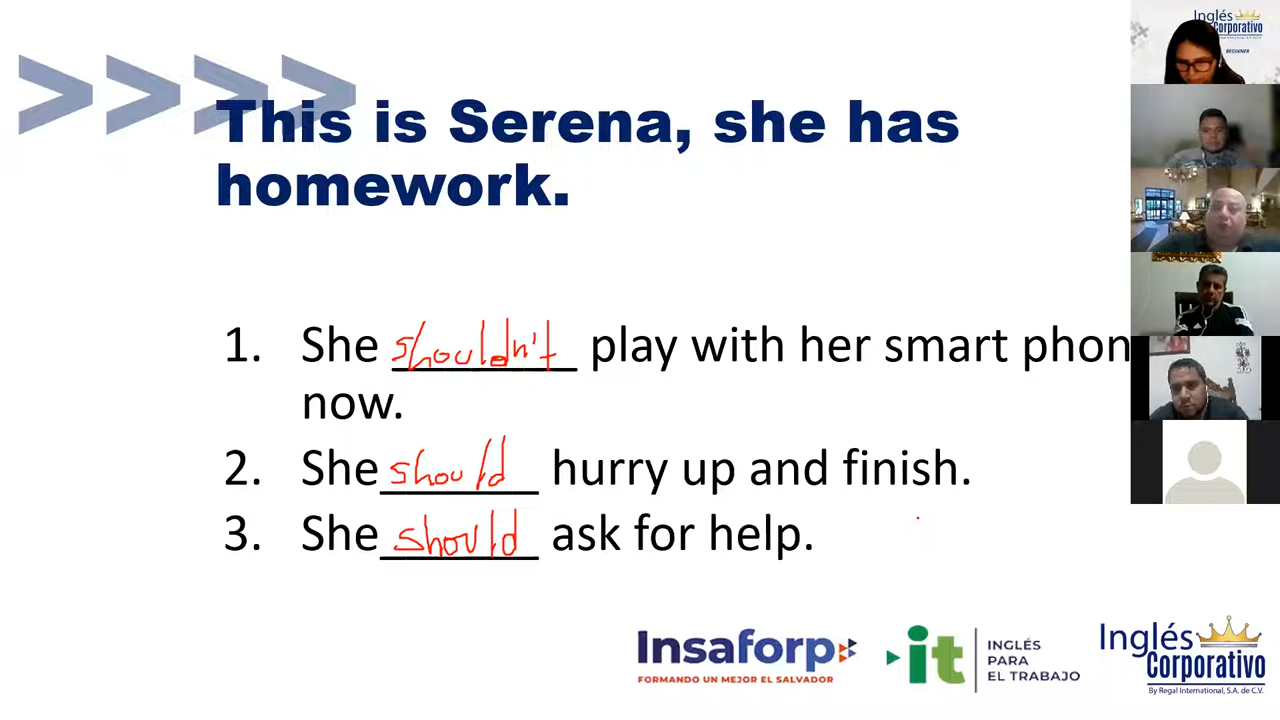 This is Serena, she has
homework.
1. She shouldn't play with her smart phon
now.
2. She should hurry up and finish.
3. She should ask for help.
Insaforp
FORMANDO UN MEJOR EL SALVADOR
it
INGLÉS
PARA
EL TRABAJO
Inglés
Corporativo
By Regal International, S.A. de C.V.
Inglés
Corporativo
BEGINNER